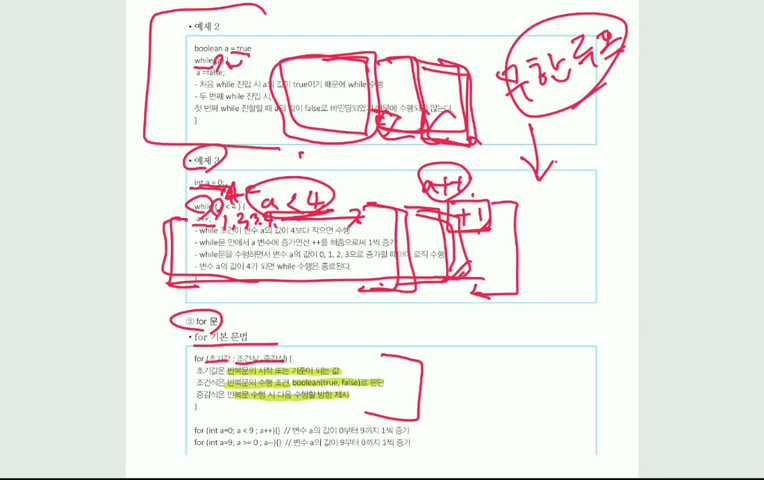 • 예제 2
boolean a = true
while
a =false;
- 처음 while 진입 시 a의 값이 true이기 때문에 while 수행
- 두 번째 while 진입 시,
첫 번째 while 진할할 때 a의 값이 false로 바인딩되었기 때문에 수행되지 않는다
}
무한 루프
• 예제 3
int a = 0;
a < 4
a++
while (a < 4) {
a++;
+1
1, 2, 3, 4
- while 조건인 변수 a의 값이 4보다 작으면 수행
- while문 안에서 a 변수에 증가연산 ++를 해줌으로써 1씩 증가
- while문을 수행하면서 변수 a의 값이 0, 1, 2, 3으로 증가할 때마다 로직 수행
- 변수 a의 값이 4가 되면 while 수행은 종료된다.
② for 문
• for 기본 문법
for (초기값 ; 조건식 ; 증감식) {
초기값은 반복문의 시작 또는 기준이 되는 값
조건식은 반복문의 수행 조건, boolean(true, false)로 판단
증감식은 반복문 수행 시 다음 수행할 방향 제시
}
for (int a=0; a < 9 ; a++){} // 변수 a의 값이 0부터 9까지 1씩 증가
for (int a=9; a >= 0 ; a--){} // 변수 a의 값이 9부터 0까지 1씩 증가